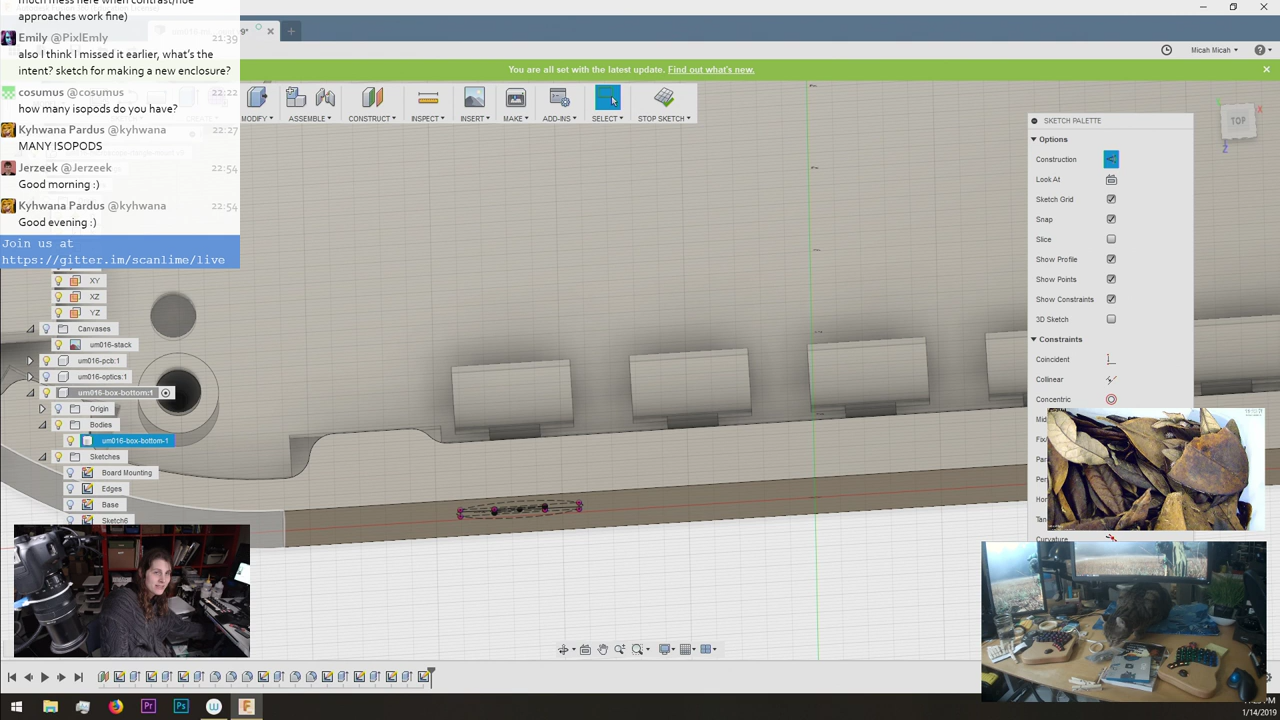 much mess here when contrast/hue
approaches work fine)
Emily @PixlEmly 21:39
also I think I missed it earlier, what's the
intent? sketch for making a new enclosure?
cosumus @cosumus 22:22
how many isopods do you have?
Kyhwana Pardus @kyhwana 22:27
MANY ISOPODS
Jerzeek @Jerzeek 22:54
Good morning :)
Kyhwana Pardus @kyhwana 22:54
Good evening :)
Join us at
https://gitter.im/scanlime/live
Micah Micah
You are all set with the latest update. Find out what's new.
MODIFY
ASSEMBLE
CONSTRUCT
INSPECT
INSERT
MAKE
ADD-INS
SELECT
STOP SKETCH
TOP
X
Z
SKETCH PALETTE
Options
Construction
Look At
Sketch Grid
Snap
Slice
Show Profile
Show Points
Show Constraints
3D Sketch
Constraints
Coincident
Collinear
Concentric
Curvature
XY
XZ
YZ
Canvases
um016-stack
um016-pcb:1
um016-optics:1
um016-box-bottom:1
Origin
Bodies
um016-box-bottom-1
Sketches
Board Mounting
Edges
Base
Sketch6
1/14/2019